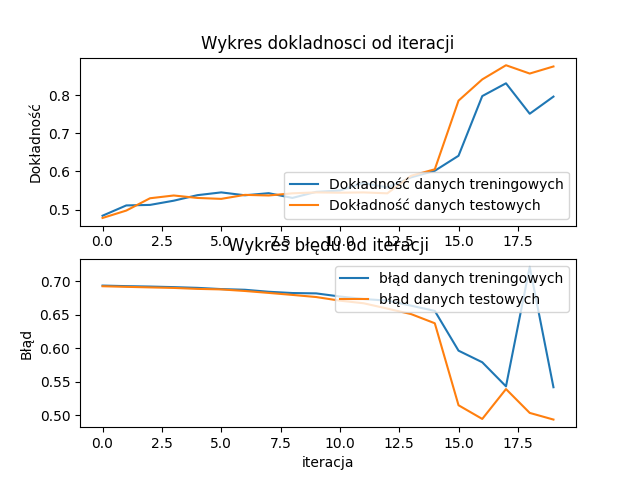 Wykres dokladnosci od iteracji
Dokładność
0.8
0.7
0.6
0.5
Dokładność danych treningowych
Dokładność danych testowych
0.0 2.5 5.0 7.5 10.0 12.5 15.0 17.5
Wykres błędu od iteracji
Błąd
0.70
0.65
0.60
0.55
0.50
błąd danych treningowych
błąd danych testowych
0.0 2.5 5.0 7.5 10.0 12.5 15.0 17.5
iteracja